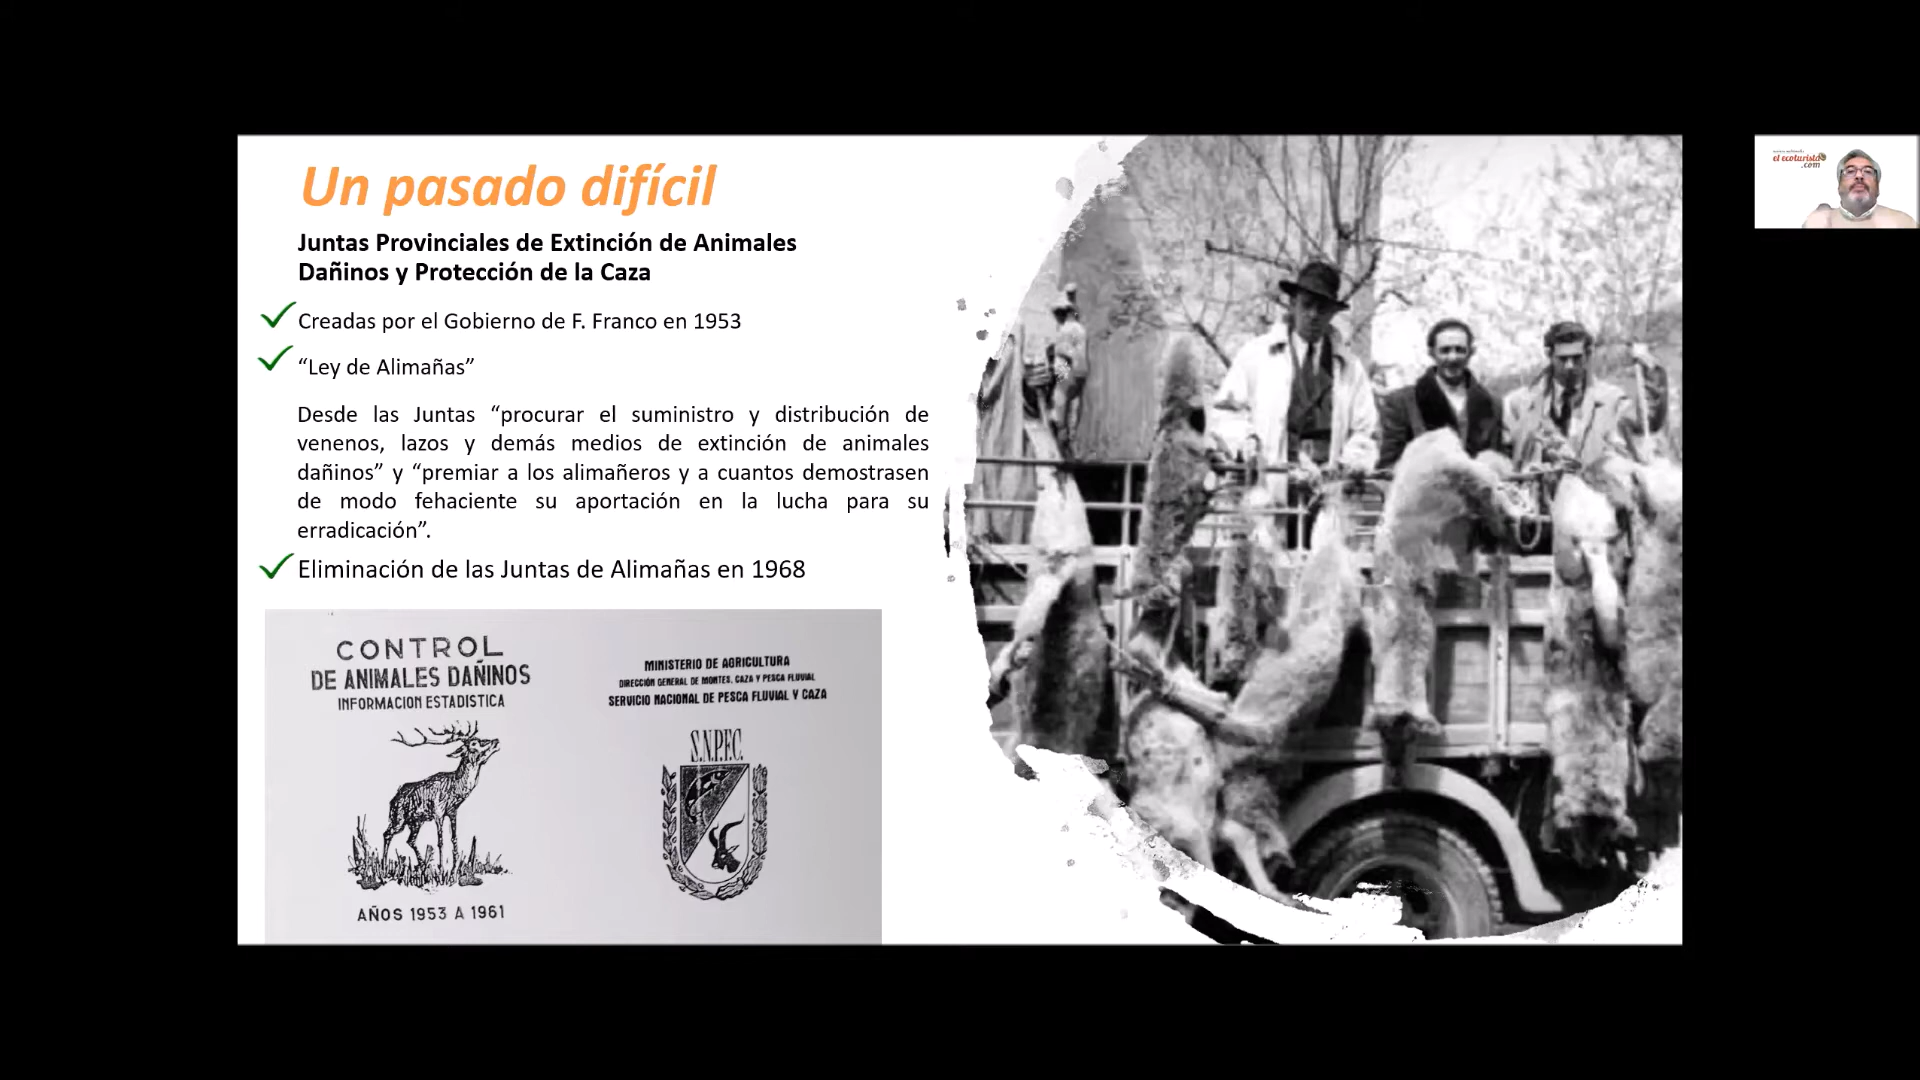 Un pasado difícil
Juntas Provinciales de Extinción de Animales
Dañinos y Protección de la Caza
Creadas por el Gobierno de F. Franco en 1953
“Ley de Alimañas”
Desde las Juntas “procurar el suministro y distribución de
venenos, lazos y demás medios de extinción de animales
dañinos” y “premiar a los alimañeros y a cuantos demostrasen
de modo fehaciente su aportación en la lucha para su
erradicación”.
Eliminación de las Juntas de Alimañas en 1968
CONTROL
DE ANIMALES DAÑINOS
INFORMACION ESTADISTICA
AÑOS 1953 A 1961
MINISTERIO DE AGRICULTURA
DIRECCIÓN GENERAL DE MONTES, CAZA Y PESCA FLUVIAL
SERVICIO NACIONAL DE PESCA FLUVIAL Y CAZA
S.N.P.F.C.
el ecoturista
.com